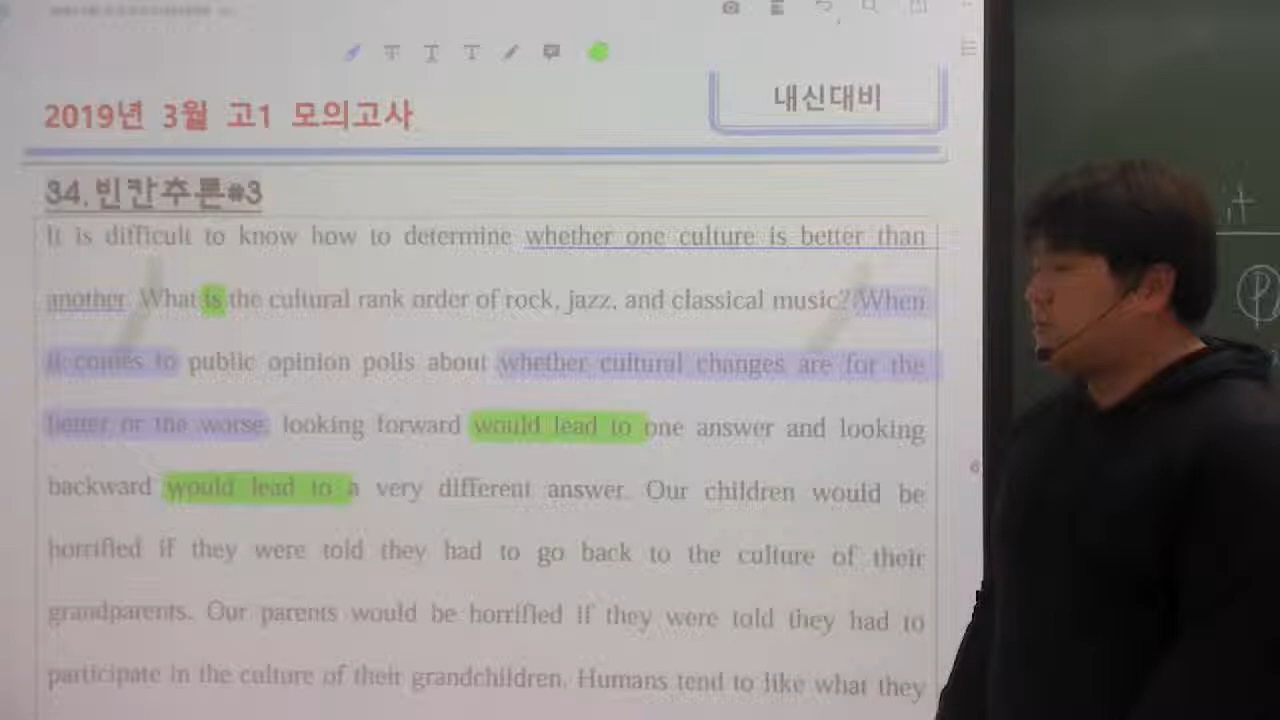 2019년 3월 고1 모의고사
내신대비
34.빈칸추론#3
It is difficult to know how to determine whether one culture is better than
another. What is the cultural rank order of rock, jazz, and classical music? When
it comes to public opinion polls about whether cultural changes are for the
better or the worse, looking forward would lead to one answer and looking
backward would lead to a very different answer. Our children would be
horrified if they were told they had to go back to the culture of their
grandparents. Our parents would be horrified if they were told they had to
participate in the culture of their grandchildren. Humans tend to like what they
6
it
P